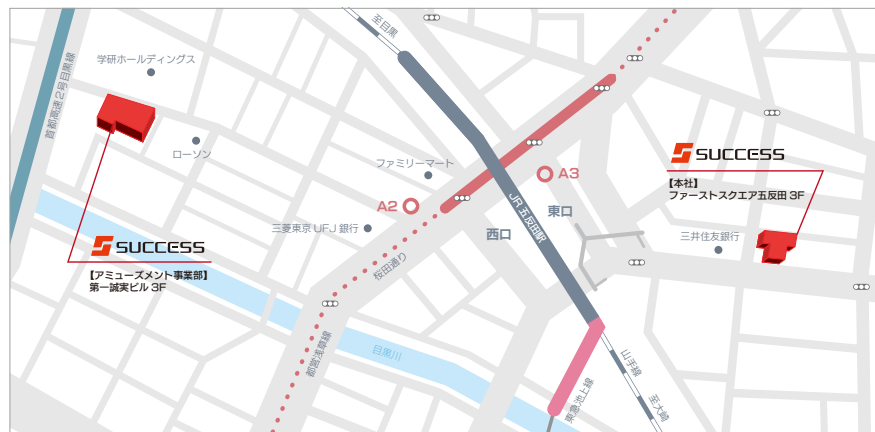 至目黒
首都高速2号目黒線
学研ホールディングス
ローソン
ファミリーマート
A3
A2
SUCCESS
【本社】
ファーストスクエア五反田 3F
JR 五反田駅
東口
西口
三菱東京 UFJ 銀行
三井住友銀行
SUCCESS
【アミューズメント事業部】
第一誠実ビル 3F
桜田通り
都営浅草線
目黒川
山手線
東急池上線
至大崎